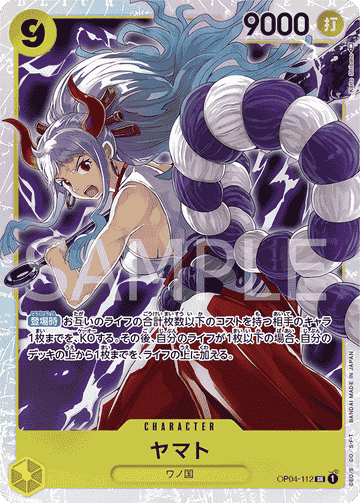 9
9000
打
SAMPLE
登場時 お互いのライフの合計枚数以下のコストを持つ相手のキャラ
1枚までを、KOする。その後、自分のライフが1枚以下の場合、自分の
デッキの上から1枚までを、ライフの上に加える。
CHARACTER
ヤマト
ワノ国
OP04-112 SR 1
BANDAI MADE IN JAPAN